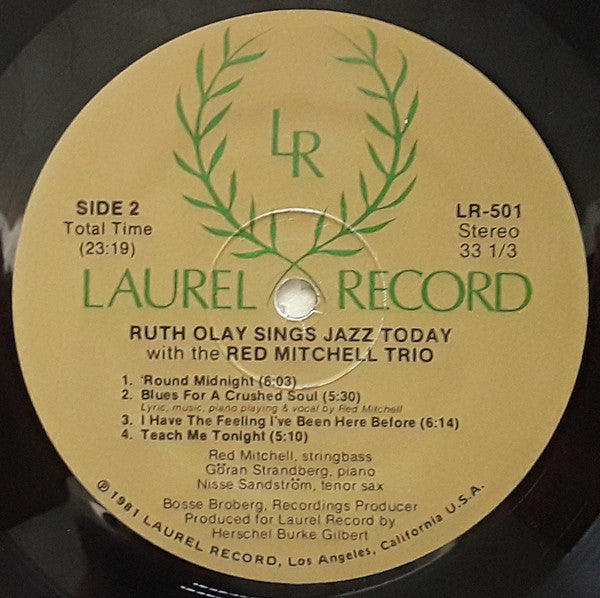 LR
SIDE 2
Total Time
(23:19)
LR-501
Stereo
33 1/3
LAUREL RECORD
RUTH OLAY SINGS JAZZ TODAY
with the RED MITCHELL TRIO
1. 'Round Midnight (6:03)
2. Blues For A Crushed Soul (5:30)
Lyric, music, piano playing & vocal by Red Mitchell
3. I Have The Feeling I've Been Here Before (6:14)
4. Teach Me Tonight (5:10)
Red Mitchell, stringbass
Göran Strandberg, piano
Nisse Sandström, tenor sax
Bosse Broberg, Recordings Producer
Produced for Laurel Record by
Herschel Burke Gilbert
℗ 1981 LAUREL RECORD, Los Angeles, California U.S.A.